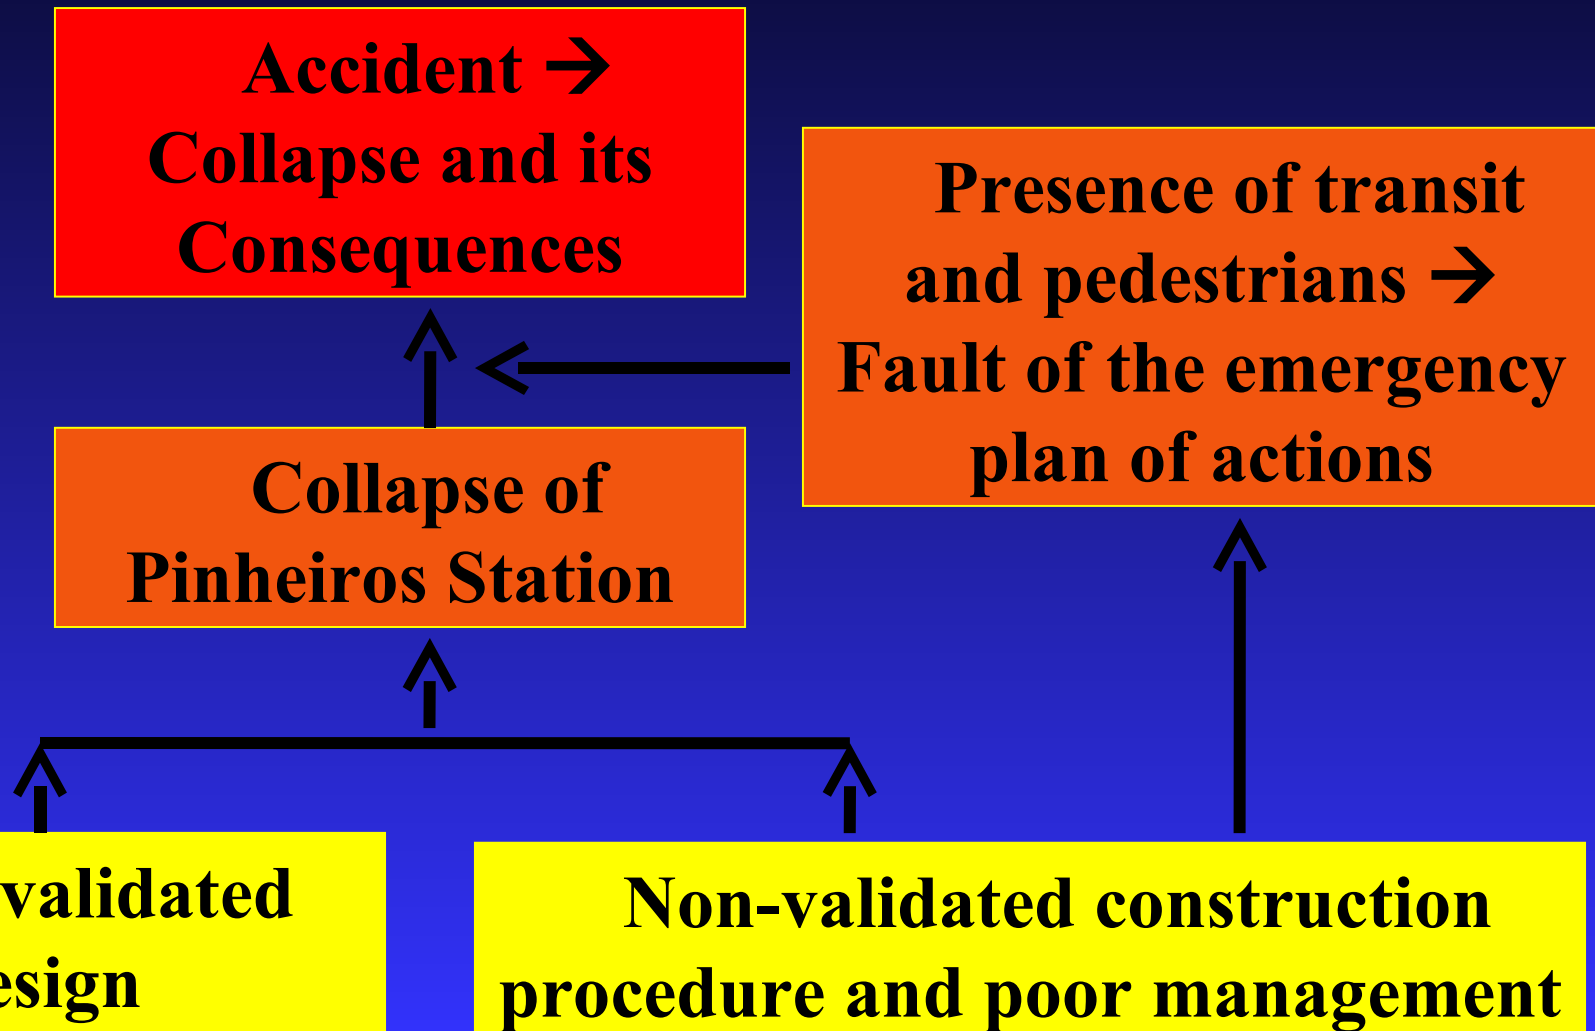 Accident →
Collapse and its
Consequences
Presence of transit
and pedestrians →
Fault of the emergency
plan of actions
Collapse of
Pinheiros Station
validated
esign
Non-validated construction
procedure and poor management